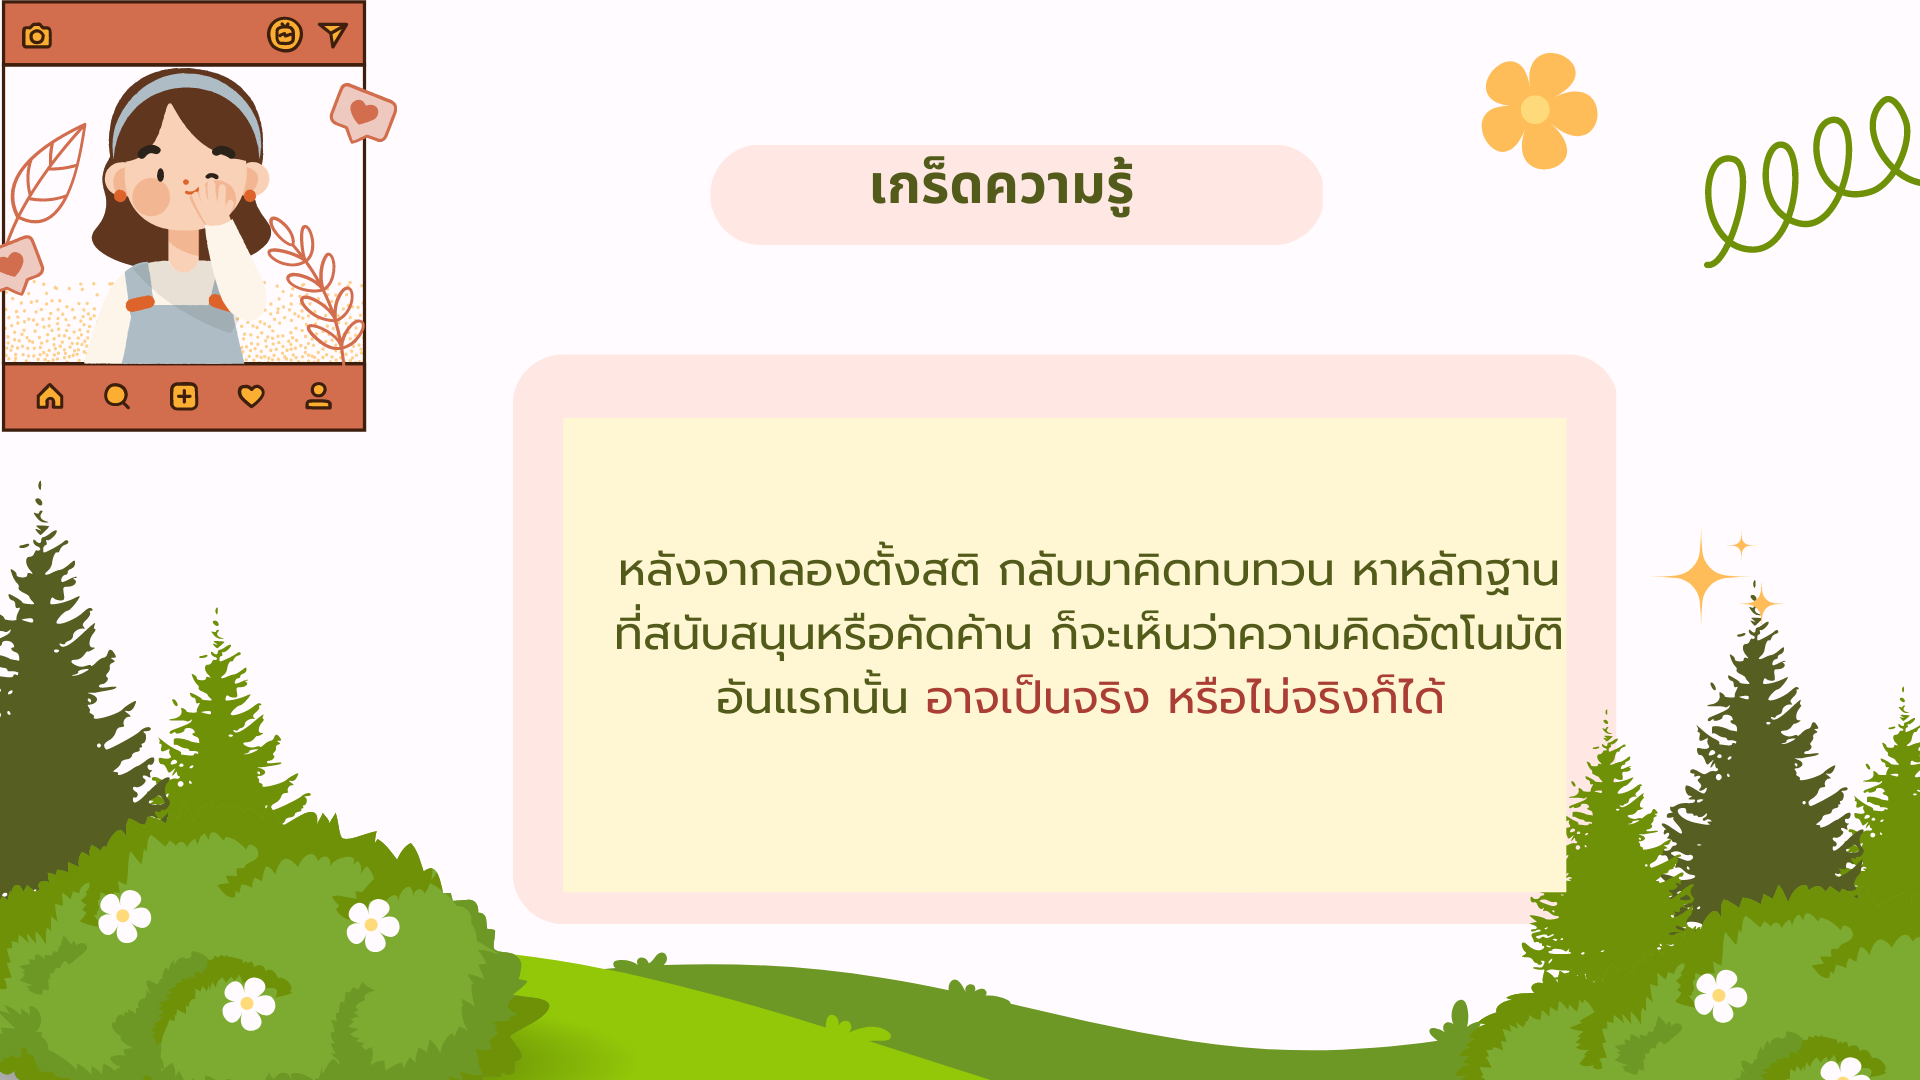 เกร็ดความรู้
หลังจากลองตั้งสติ กลับมาคิดทบทวน หาหลักฐาน
ที่สนับสนุนหรือคัดค้าน ก็จะเห็นว่าความคิดอัตโนมัติ
อันแรกนั้น อาจเป็นจริง หรือไม่จริงก็ได้